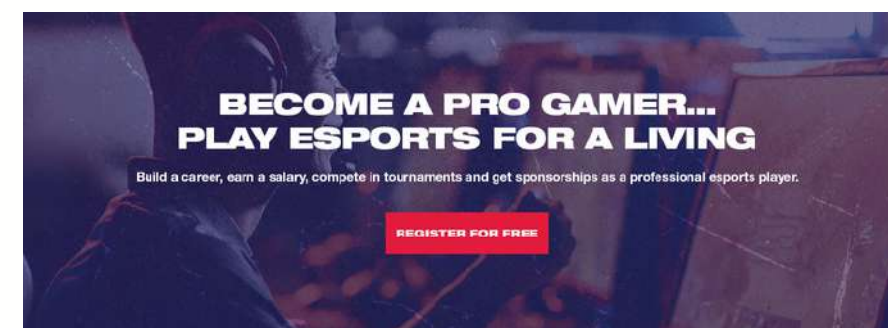 BECOME A PRO GAMER...
PLAY ESPORTS FOR A LIVING
Build a career, earn a salary, compete in tournaments and get sponsorships as a professional esports player.
REGISTER FOR FREE